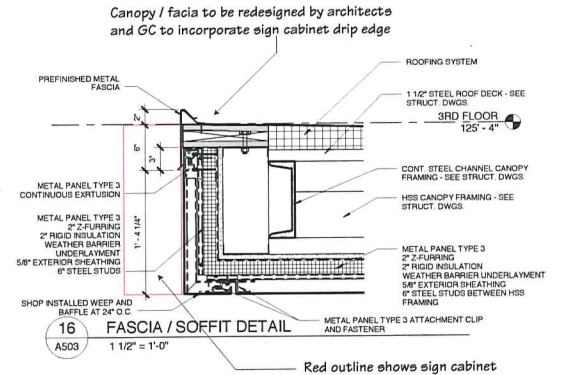 Canopy / facia to be redesigned by architects
and GC to incorporate sign cabinet drip edge
PREFINISHED METAL
FASCIA
ROOFING SYSTEM
1 1/2" STEEL ROOF DECK - SEE
STRUCT. DWGS.
3RD FLOOR
125' - 4"
2"
6"
3"
1' - 4 1/4"
METAL PANEL TYPE 3
CONTINUOUS EXRTUSION
METAL PANEL TYPE 3
2" Z-FURRING
2" RIGID INSULATION
WEATHER BARRIER
UNDERLAYMENT
5/8" EXTERIOR SHEATHING
6" STEEL STUDS
SHOP INSTALLED WEEP AND
BAFFLE AT 24" O.C.
CONT. STEEL CHANNEL CANOPY
FRAMING - SEE STRUCT. DWGS.
HSS CANOPY FRAMING - SEE
STRUCT. DWGS.
METAL PANEL TYPE 3
2" Z-FURRING
2" RIGID INSULATION
WEATHER BARRIER UNDERLAYMENT
5/8" EXTERIOR SHEATHING
6" STEEL STUDS BETWEEN HSS
FRAMING
METAL PANEL TYPE 3 ATTACHMENT CLIP
AND FASTENER
16
A503
FASCIA / SOFFIT DETAIL
1 1/2" = 1'-0"
Red outline shows sign cabinet